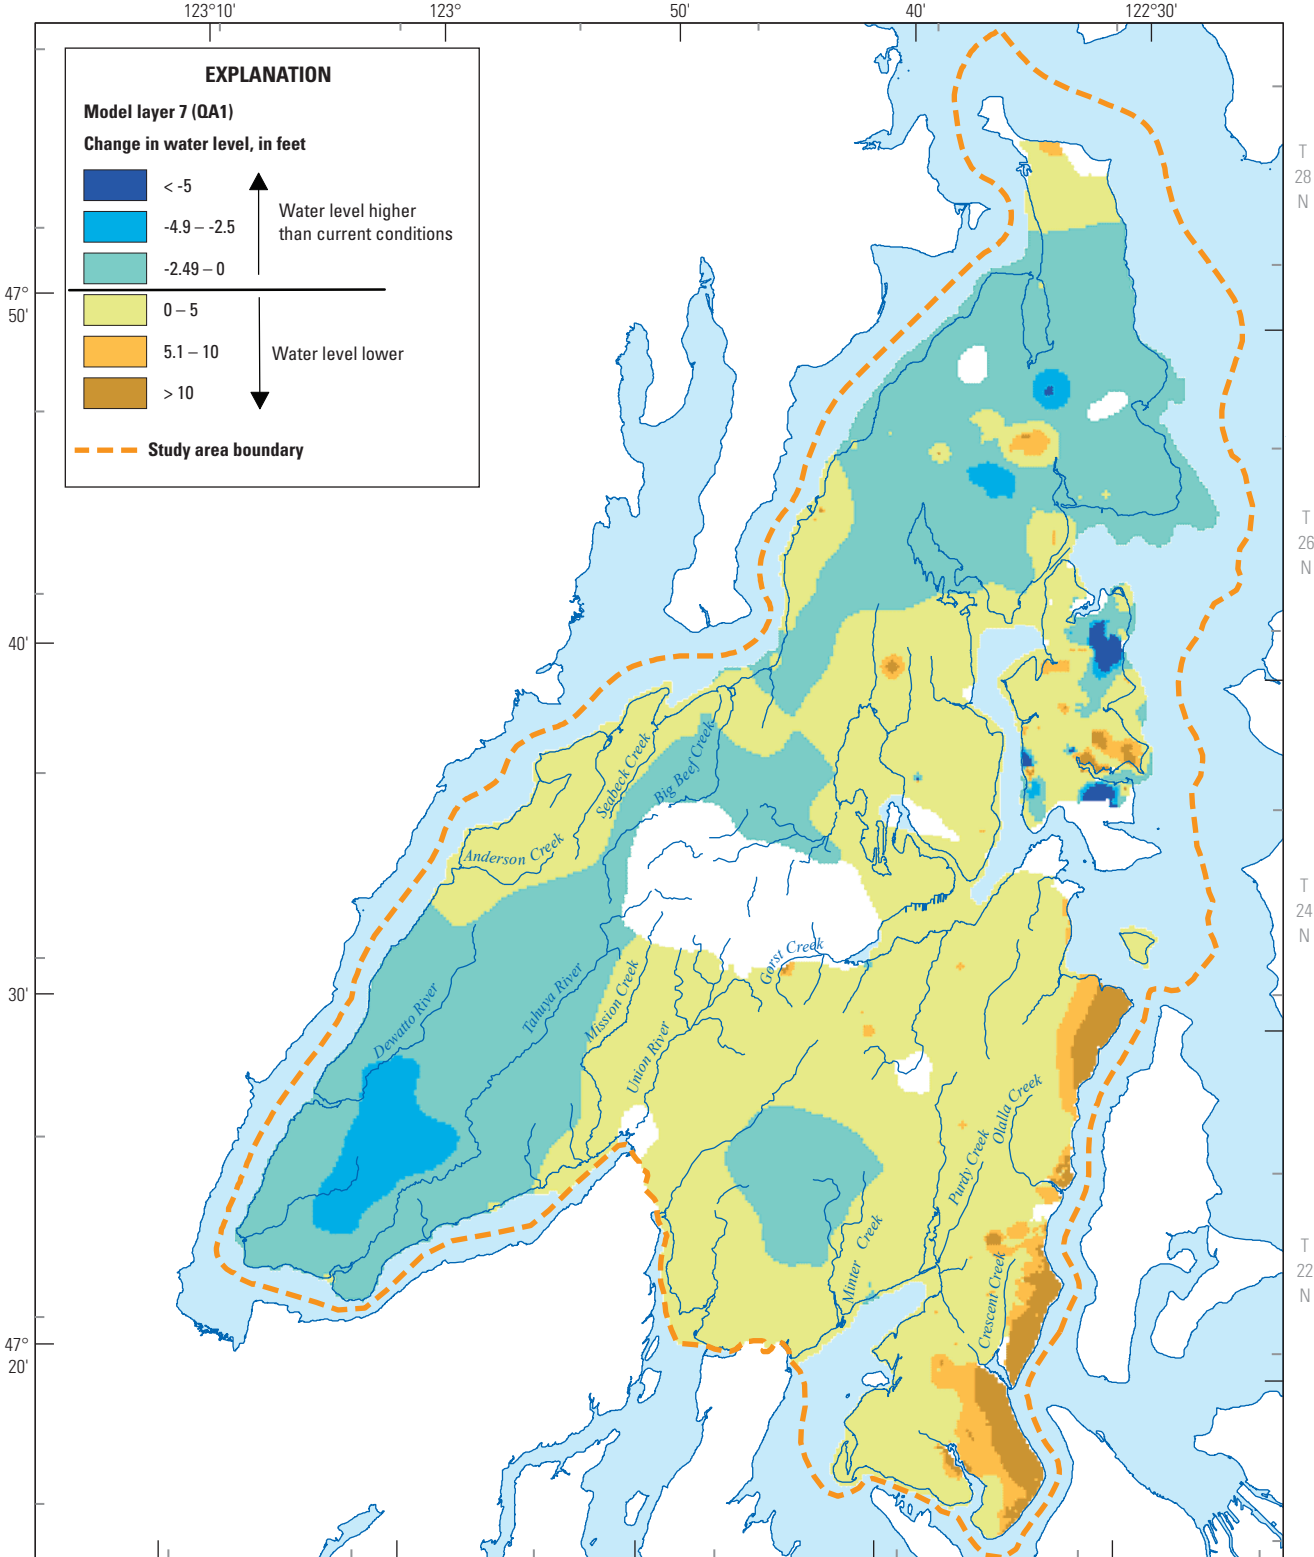 123°10'
123°
50'
40'
122°30'
EXPLANATION
Model layer 7 (QA1)
Change in water level, in feet
< -5
-4.9 – -2.5
-2.49 – 0
0 – 5
5.1 – 10
> 10
Water level higher
than current conditions
Water level lower
Study area boundary
T
28
N
47°
50'
T
26
N
40'
Seabeck Creek
Big Beef Creek
Anderson Creek
T
24
N
Gorst Creek
30'
Dewatto River
Tahuya River
Mission Creek
Union River
Olalla Creek
Purdy Creek
Minter Creek
Crescent Creek
T
22
N
47°
20'